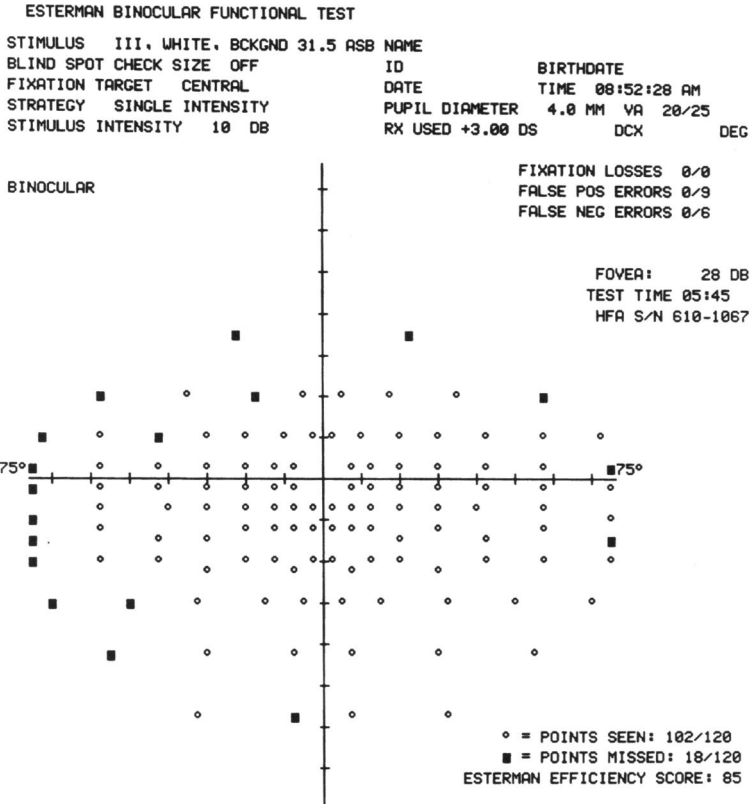 ESTERMAN BINOCULAR FUNCTIONAL TEST
STIMULUS III, WHITE, BCKGND 31.5 ASB NAME
BLIND SPOT CHECK SIZE OFF ID BIRTHDATE
FIXATION TARGET CENTRAL DATE TIME 08:52:28 AM
STRATEGY SINGLE INTENSITY PUPIL DIAMETER 4.0 MM VA 20/25
STIMULUS INTENSITY 10 DB RX USED +3.00 DS DCX DEG
BINOCULAR
FIXATION LOSSES 0/0
FALSE POS ERRORS 0/9
FALSE NEG ERRORS 0/6
FOVEA: 28 DB
TEST TIME 05:45
HFA S/N 610-1067
75° 75°
° = POINTS SEEN: 102/120
■ = POINTS MISSED: 18/120
ESTERMAN EFFICIENCY SCORE: 85